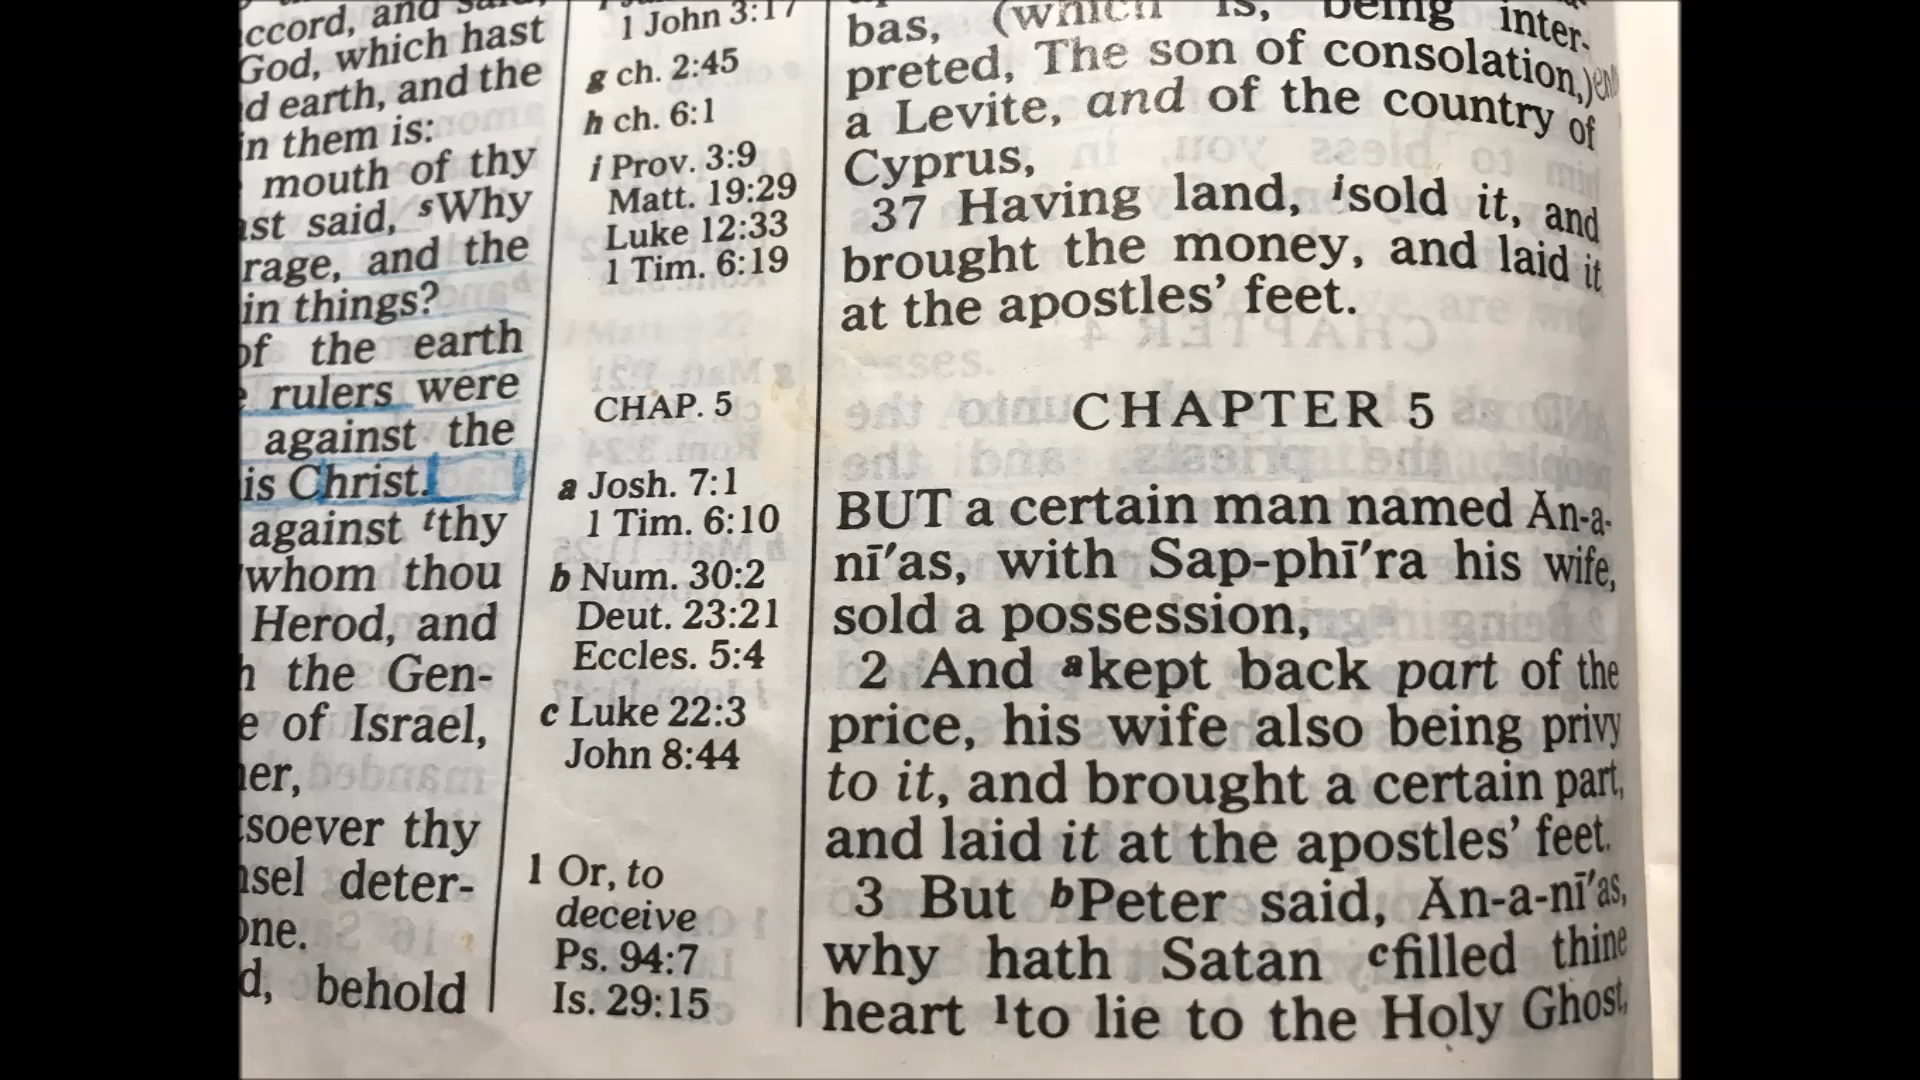 ccord, and said,
God, which hast
d earth, and the
in them is:
mouth of thy
ast said, sWhy
rage, and the
in things?
of the earth
rulers were
against the
is Christ.
against tthy
whom thou
Herod, and
the Gen-
e of Israel,
her,
soever thy
nsel deter-
one.
d, behold
1 John 3:17
g ch. 2:45
h ch. 6:1
i Prov. 3:9
Matt. 19:29
Luke 12:33
1 Tim. 6:19
CHAP. 5
a Josh. 7:1
1 Tim. 6:10
b Num. 30:2
Deut. 23:21
Eccles. 5:4
c Luke 22:3
John 8:44
1 Or, to
deceive
Ps. 94:7
Is. 29:15
bas, (which is, being inter-
preted, The son of consolation,)
a Levite, and of the country of
Cyprus,
37 Having land, isold it, and
brought the money, and laid it
at the apostles’ feet.
CHAPTER 5
BUT a certain man named Ăn-a-
nī′as, with Sap-phī′ra his wife,
sold a possession,
2 And akept back part of the
price, his wife also being privy
to it, and brought a certain part,
and laid it at the apostles’ feet.
3 But bPeter said, Ăn-a-nī′as,
why hath Satan cfilled thine
heart 1to lie to the Holy Ghost,